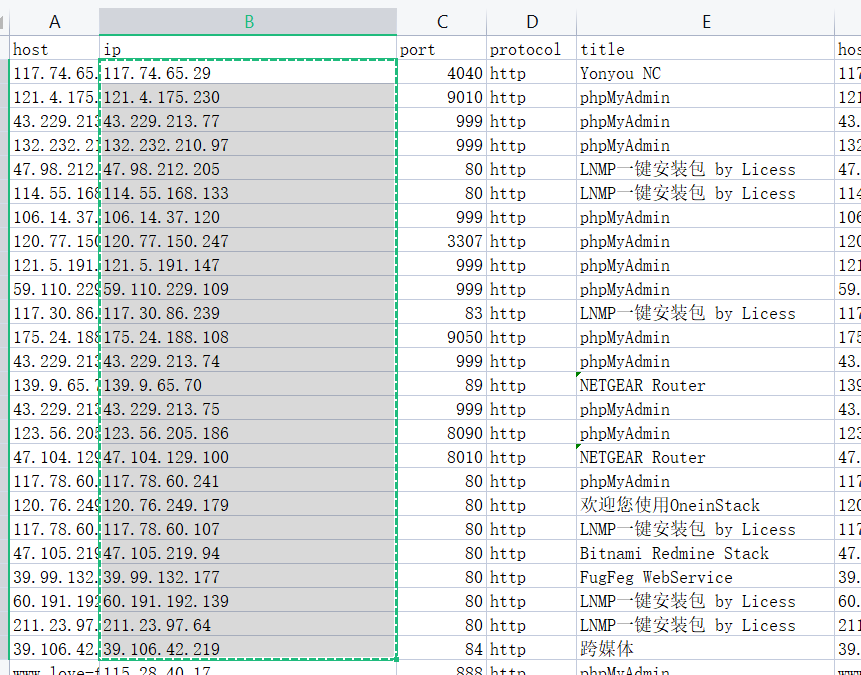 A B C D E
host ip port protocol title hos
117.74.65. 117.74.65.29 4040 http Yonyou NC 117
121.4.175. 121.4.175.230 9010 http phpMyAdmin 121
43.229.213 43.229.213.77 999 http phpMyAdmin 43.
132.232.21 132.232.210.97 999 http phpMyAdmin 132
47.98.212. 47.98.212.205 80 http LNMP一键安装包 by Licess 47.
114.55.168 114.55.168.133 80 http LNMP一键安装包 by Licess 114
106.14.37. 106.14.37.120 999 http phpMyAdmin 106
120.77.150 120.77.150.247 3307 http phpMyAdmin 120
121.5.191. 121.5.191.147 999 http phpMyAdmin 121
59.110.229 59.110.229.109 999 http phpMyAdmin 59.
117.30.86. 117.30.86.239 83 http LNMP一键安装包 by Licess 117
175.24.188 175.24.188.108 9050 http phpMyAdmin 175
43.229.213 43.229.213.74 999 http phpMyAdmin 43.
139.9.65.7 139.9.65.70 89 http NETGEAR Router 139
43.229.213 43.229.213.75 999 http phpMyAdmin 43.
123.56.205 123.56.205.186 8090 http phpMyAdmin 123
47.104.129 47.104.129.100 8010 http NETGEAR Router 47.
117.78.60. 117.78.60.241 80 http phpMyAdmin 117
120.76.249 120.76.249.179 80 http 欢迎您使用OneinStack 120
117.78.60. 117.78.60.107 80 http LNMP一键安装包 by Licess 117
47.105.219 47.105.219.94 80 http Bitnami Redmine Stack 47.
39.99.132. 39.99.132.177 80 http FugFeg WebService 39.
60.191.192 60.191.192.139 80 http LNMP一键安装包 by Licess 60.
211.23.97. 211.23.97.64 80 http LNMP一键安装包 by Licess 211
39.106.42. 39.106.42.219 84 http 跨媒体 39.
www.love-f 115.28.40.17 888 http phpMyAdmin www